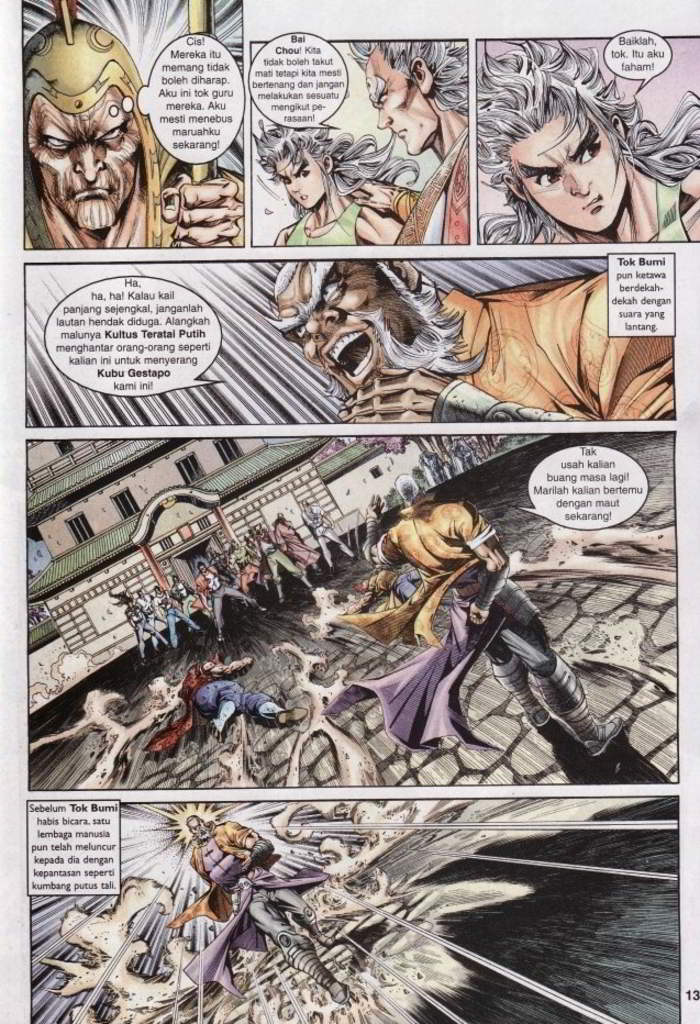 Cis!
Mereka itu
memang tidak
boleh diharap.
Aku ini tok guru
mereka. Aku
mesti menebus
maruahku
sekarang!
Bai
Chou! Kita
tidak boleh takut
mati tetapi kita mesti
bertenang dan jangan
melakukan sesuatu
mengikut pe-
rasaan!
Baiklah,
tok. Itu aku
faham!
Ha,
ha, ha! Kalau kail
panjang sejengkal, janganlah
lautan hendak diduga. Alangkah
malunya Kultus Teratai Putih
menghantar orang-orang seperti
kalian ini untuk menyerang
Kubu Gestapo
kami ini!
Tok Bumi
pun ketawa
berdekah-
dekah dengan
suara yang
lantang.
Tak
usah kalian
buang masa lagi!
Marilah kalian bertemu
dengan maut
sekarang!
Sebelum Tok Bumi
habis bicara, satu
lembaga manusia
pun telah meluncur
kepada dia dengan
kepantasan seperti
kumbang putus tali.
13